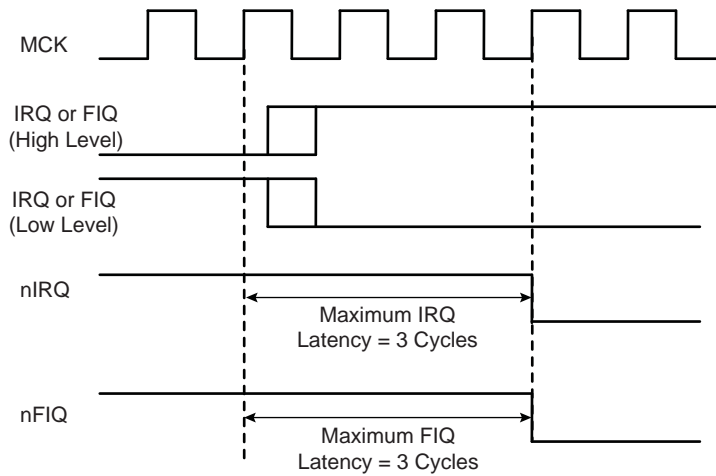 MCK
IRQ or FIQ
(High Level)
IRQ or FIQ
(Low Level)
nIRQ
Maximum IRQ
Latency = 3 Cycles
nFIQ
Maximum FIQ
Latency = 3 Cycles